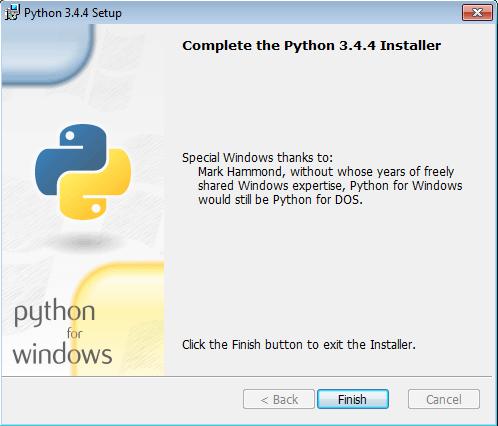 Python 3.4.4 Setup
Complete the Python 3.4.4 Installer
Special Windows thanks to:
Mark Hammond, without whose years of freely
shared Windows expertise, Python for Windows
would still be Python for DOS.
python
for
windows
Click the Finish button to exit the Installer.
< Back
Finish
Cancel